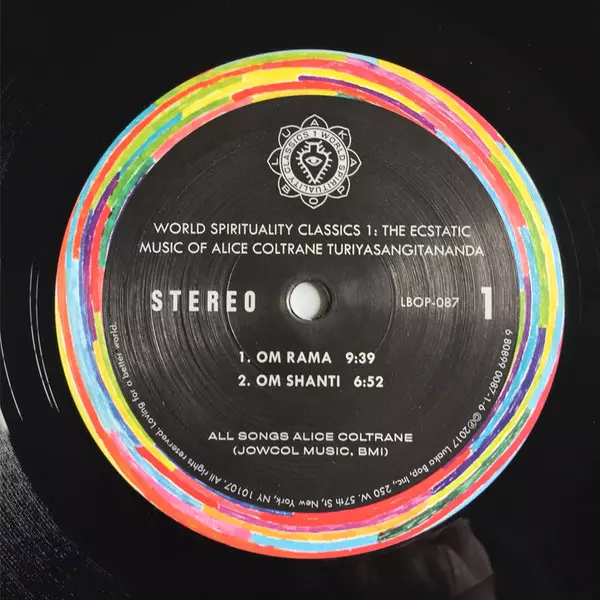 LUAKA BOP
WORLD SPIRITUALITY CLASSICS 1
WORLD SPIRITUALITY CLASSICS 1: THE ECSTATIC
MUSIC OF ALICE COLTRANE TURIYASANGITANANDA
STEREO
LBOP-087
1
1. OM RAMA 9:39
2. OM SHANTI 6:52
ALL SONGS ALICE COLTRANE
(JOWCOL MUSIC, BMI)
6 80899 0087-1-6 ℗©2017 Luaka Bop, Inc., 250 W. 57th St, New York, NY 10107. All rights reserved. Loving for a better world.